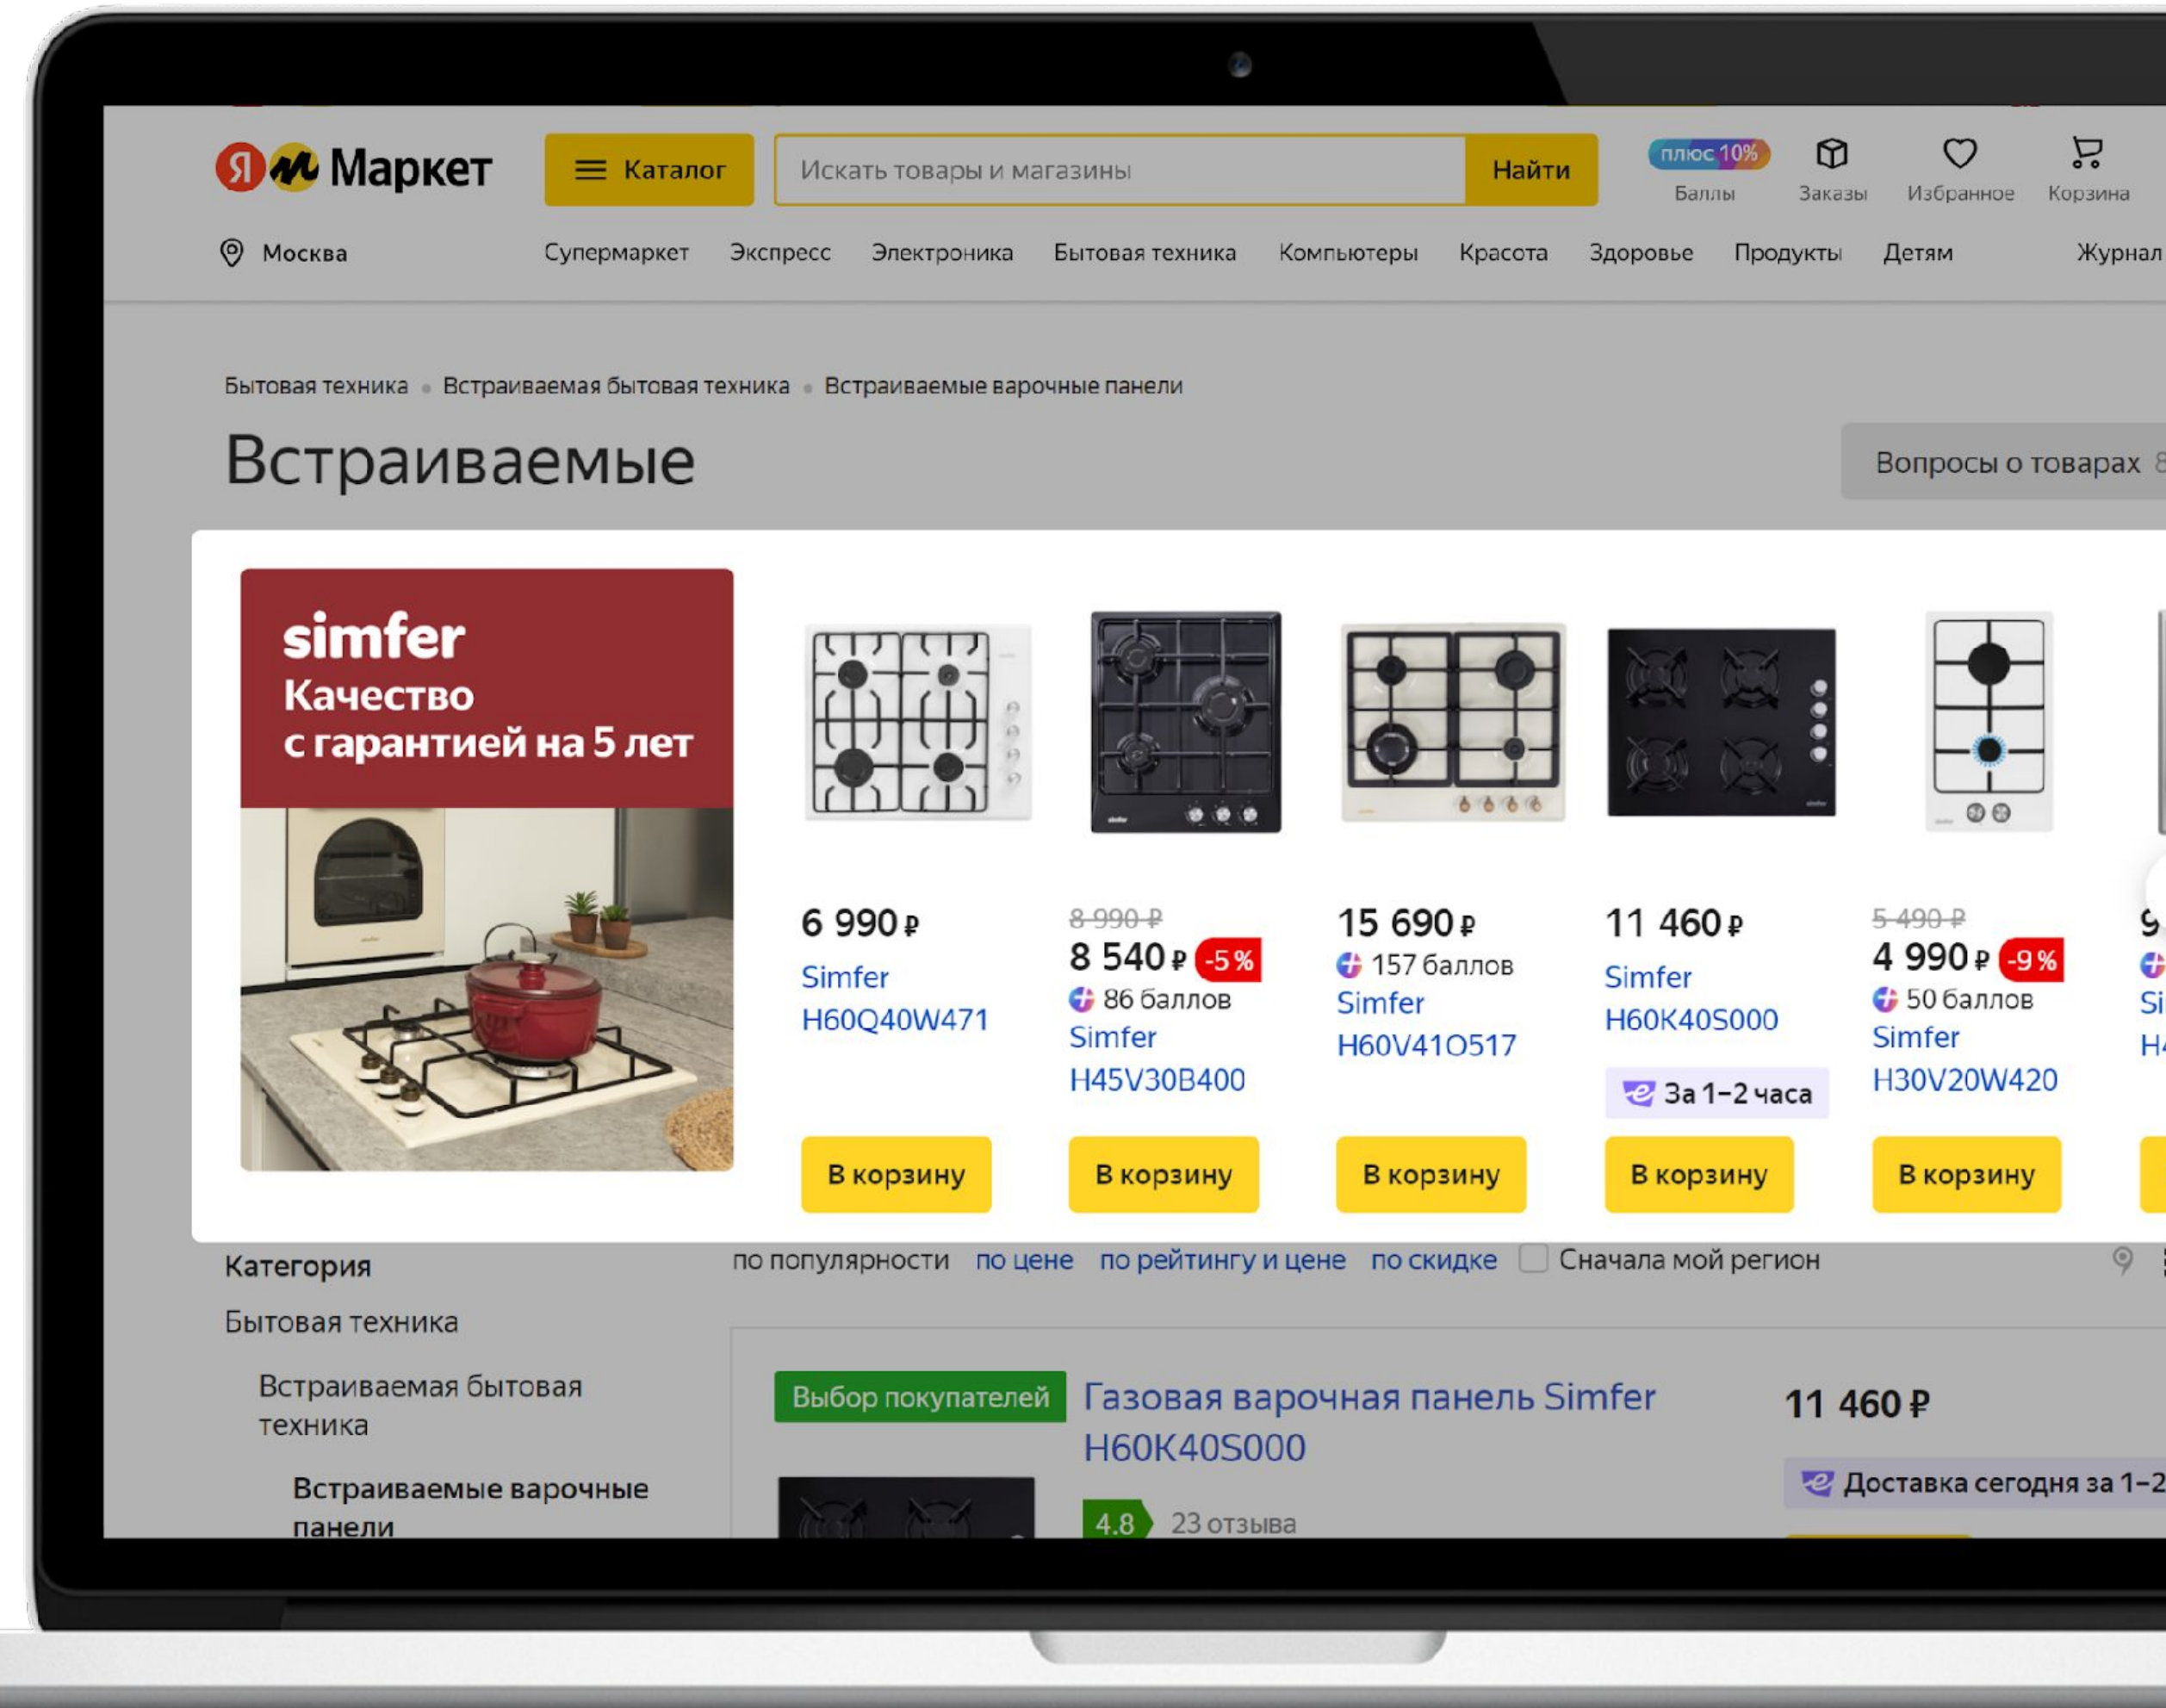 Я м Маркет
Каталог
Искать товары и магазины
Найти
плюс 10%
Баллы
Заказы
Избранное
Корзина
Москва
Супермаркет Экспресс Электроника Бытовая техника Компьютеры Красота Здоровье Продукты Детям Журнал
Бытовая техника • Встраиваемая бытовая техника • Встраиваемые варочные панели
Встраиваемые
Вопросы о товарах 8
simfer
Качество
с гарантией на 5 лет
6 990 ₽
Simfer
H60Q40W471
В корзину
8 990 ₽
8 540 ₽ -5%
86 баллов
Simfer
H45V30B400
В корзину
15 690 ₽
157 баллов
Simfer
H60V41O517
В корзину
11 460 ₽
Simfer
H60K40S000
За 1–2 часа
В корзину
5 490 ₽
4 990 ₽ -9%
50 баллов
Simfer
H30V20W420
В корзину
Категория
Бытовая техника
Встраиваемая бытовая
техника
Встраиваемые варочные
панели
по популярности по цене по рейтингу и цене по скидке Сначала мой регион
Выбор покупателей
Газовая варочная панель Simfer
H60K40S000
4.8 23 отзыва
11 460 ₽
Доставка сегодня за 1–2